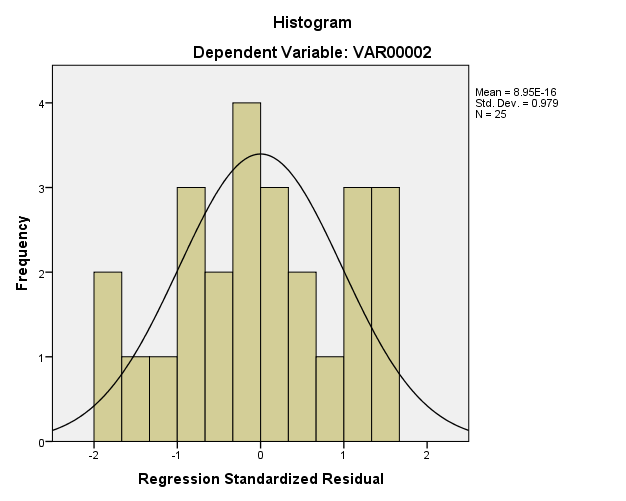 Histogram
Dependent Variable: VAR00002
Mean = 8.95E-16
Std. Dev. = 0.979
N = 25
Frequency
4
3
2
1
0
-2 -1 0 1 2
Regression Standardized Residual